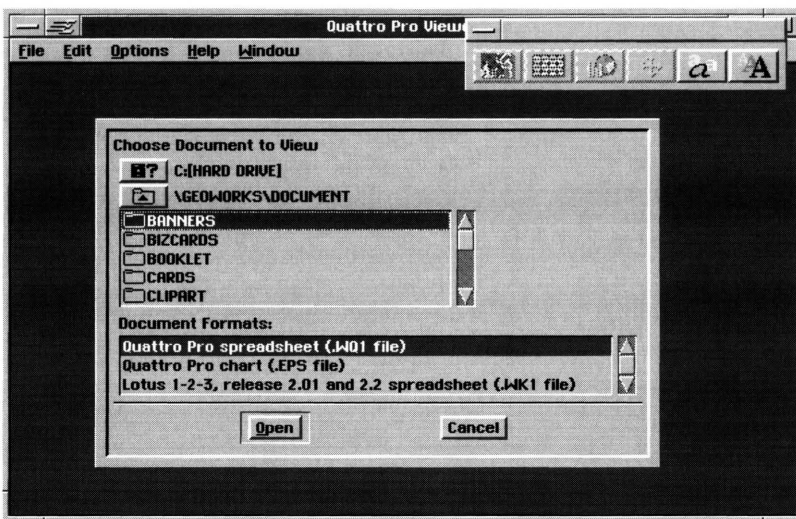 Quattro Pro View
File Edit Options Help Window
a A
Choose Document to View
C:[HARD DRIVE]
\GEOWORKS\DOCUMENT
BANNERS
BIZCARDS
BOOKLET
CARDS
CLIPART
Document Formats:
Quattro Pro spreadsheet (.WQ1 file)
Quattro Pro chart (.EPS file)
Lotus 1-2-3, release 2.01 and 2.2 spreadsheet (.WK1 file)
Open Cancel